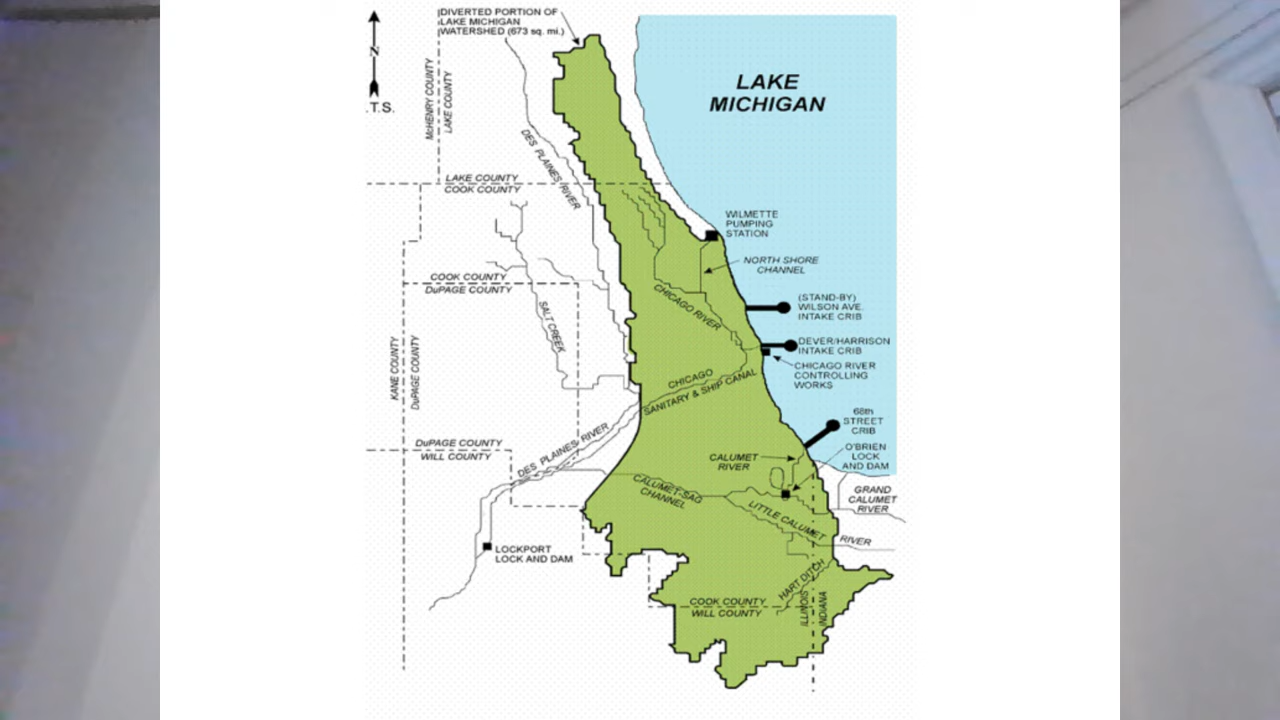 DIVERTED PORTION OF
LAKE MICHIGAN
WATERSHED (673 sq. mi.)
N
.T.S.
McHENRY COUNTY
LAKE COUNTY
LAKE
MICHIGAN
DES PLAINES RIVER
LAKE COUNTY
COOK COUNTY
WILMETTE
PUMPING
STATION
NORTH SHORE
CHANNEL
COOK COUNTY
DuPAGE COUNTY
CHICAGO RIVER
(STAND-BY)
WILSON AVE.
INTAKE CRIB
SALT CREEK
DEVER/HARRISON
INTAKE CRIB
KANE COUNTY
DuPAGE COUNTY
CHICAGO RIVER
CONTROLLING
WORKS
CHICAGO
SANITARY & SHIP CANAL
68th
STREET
CRIB
DuPAGE COUNTY
WILL COUNTY
DES PLAINES RIVER
CALUMET
RIVER
O'BRIEN
LOCK
AND DAM
CALUMET-SAG
CHANNEL
GRAND
CALUMET
RIVER
LITTLE CALUMET
RIVER
LOCKPORT
LOCK AND DAM
HART DITCH
COOK COUNTY
WILL COUNTY
ILLINOIS
INDIANA